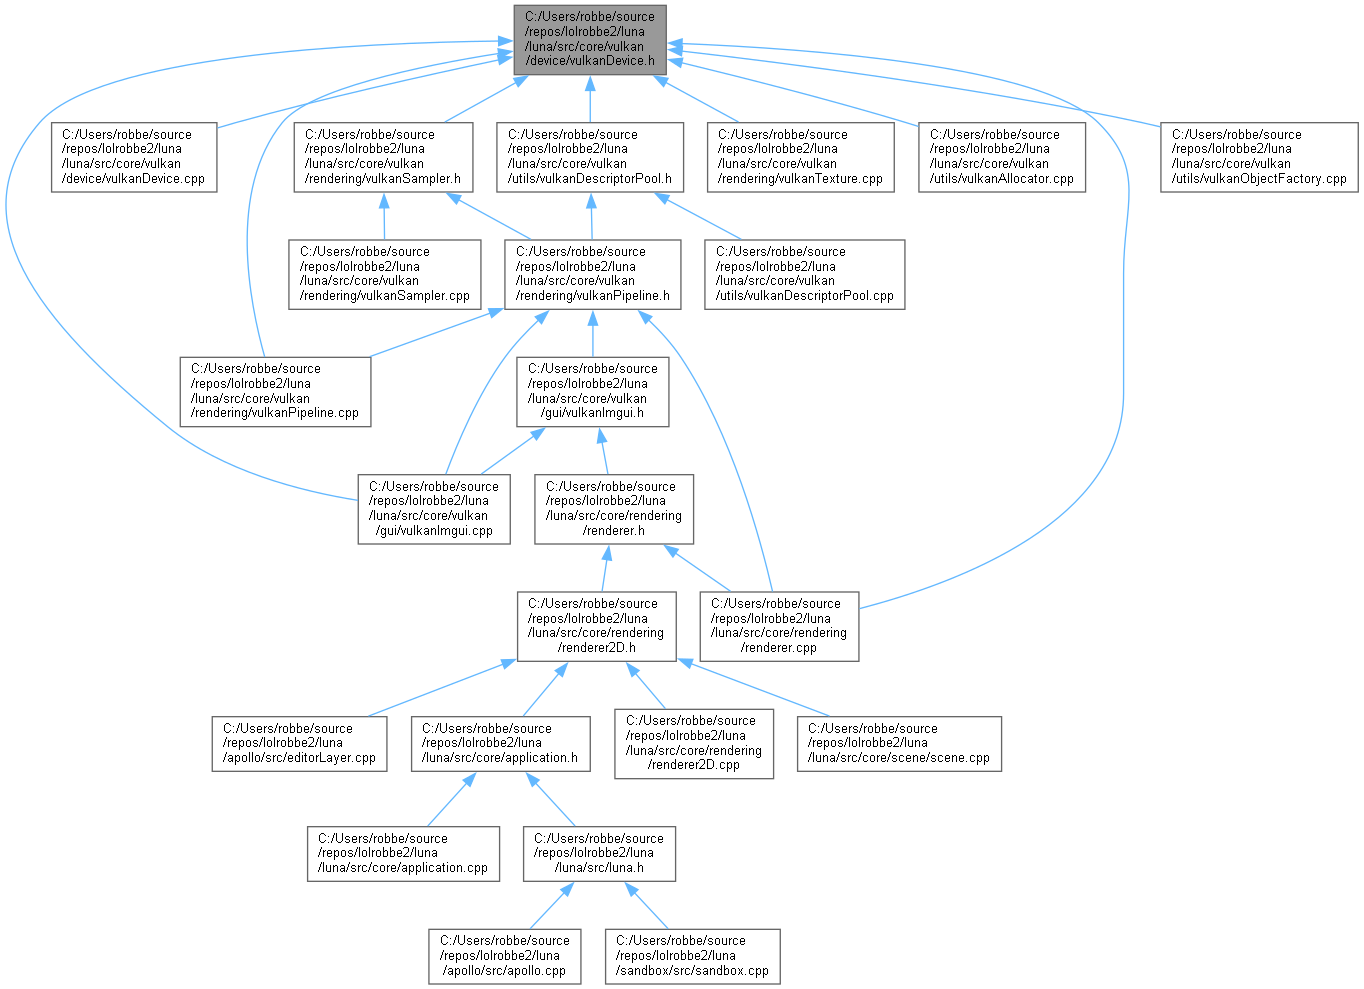 C:/Users/robbe/source
/repos/lolrobbe2/luna
/luna/src/core/vulkan
/device/vulkanDevice.h
C:/Users/robbe/source
/repos/lolrobbe2/luna
/luna/src/core/vulkan
/device/vulkanDevice.cpp
C:/Users/robbe/source
/repos/lolrobbe2/luna
/luna/src/core/vulkan
/rendering/vulkanSampler.h
C:/Users/robbe/source
/repos/lolrobbe2/luna
/luna/src/core/vulkan
/utils/vulkanDescriptorPool.h
C:/Users/robbe/source
/repos/lolrobbe2/luna
/luna/src/core/vulkan
/rendering/vulkanTexture.cpp
C:/Users/robbe/source
/repos/lolrobbe2/luna
/luna/src/core/vulkan
/utils/vulkanAllocator.cpp
C:/Users/robbe/source
/repos/lolrobbe2/luna
/luna/src/core/vulkan
/utils/vulkanObjectFactory.cpp
C:/Users/robbe/source
/repos/lolrobbe2/luna
/luna/src/core/vulkan
/rendering/vulkanSampler.cpp
C:/Users/robbe/source
/repos/lolrobbe2/luna
/luna/src/core/vulkan
/rendering/vulkanPipeline.h
C:/Users/robbe/source
/repos/lolrobbe2/luna
/luna/src/core/vulkan
/utils/vulkanDescriptorPool.cpp
C:/Users/robbe/source
/repos/lolrobbe2/luna
/luna/src/core/vulkan
/rendering/vulkanPipeline.cpp
C:/Users/robbe/source
/repos/lolrobbe2/luna
/luna/src/core/vulkan
/gui/vulkanImgui.h
C:/Users/robbe/source
/repos/lolrobbe2/luna
/luna/src/core/vulkan
/gui/vulkanImgui.cpp
C:/Users/robbe/source
/repos/lolrobbe2/luna
/luna/src/core/rendering
/renderer.h
C:/Users/robbe/source
/repos/lolrobbe2/luna
/luna/src/core/rendering
/renderer2D.h
C:/Users/robbe/source
/repos/lolrobbe2/luna
/luna/src/core/rendering
/renderer.cpp
C:/Users/robbe/source
/repos/lolrobbe2/luna
/apollo/src/editorLayer.cpp
C:/Users/robbe/source
/repos/lolrobbe2/luna
/luna/src/core/application.h
C:/Users/robbe/source
/repos/lolrobbe2/luna
/luna/src/core/rendering
/renderer2D.cpp
C:/Users/robbe/source
/repos/lolrobbe2/luna
/luna/src/core/scene/scene.cpp
C:/Users/robbe/source
/repos/lolrobbe2/luna
/luna/src/core/application.cpp
C:/Users/robbe/source
/repos/lolrobbe2/luna
/luna/src/luna.h
C:/Users/robbe/source
/repos/lolrobbe2/luna
/apollo/src/apollo.cpp
C:/Users/robbe/source
/repos/lolrobbe2/luna
/sandbox/src/sandbox.cpp